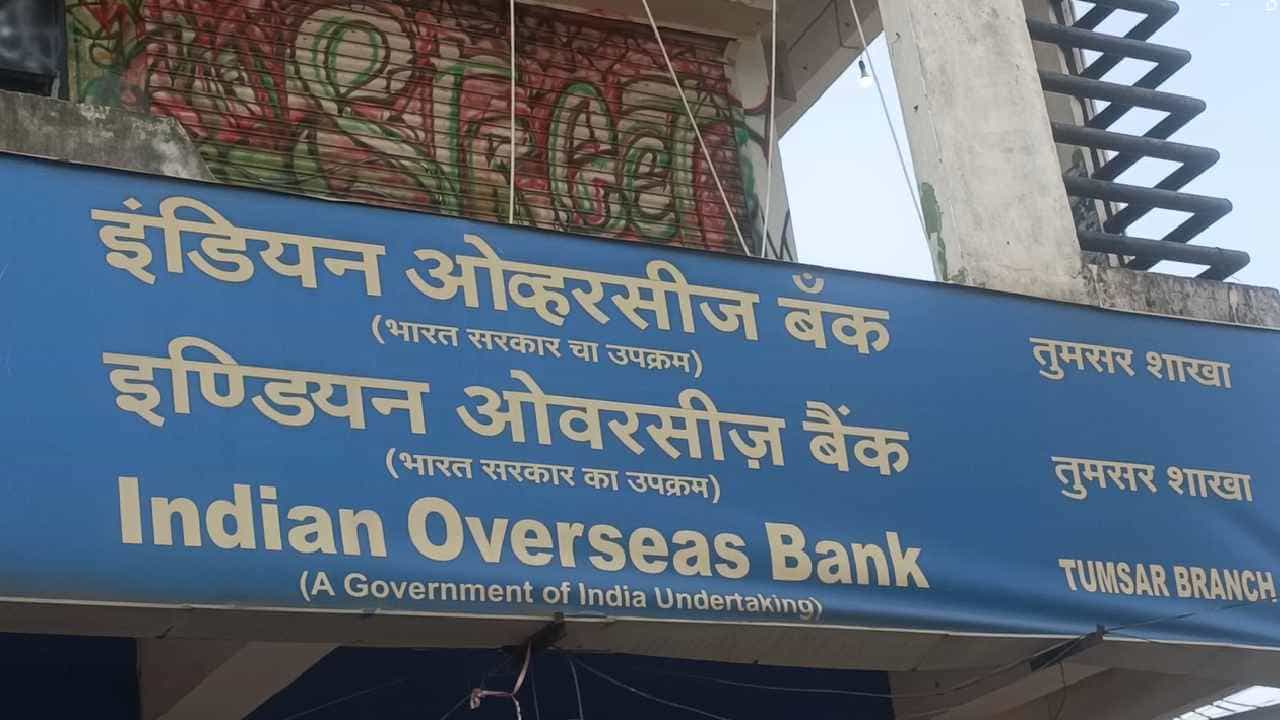 इंडियन ओव्हरसीज बँक
(भारत सरकार चा उपक्रम)
तुमसर शाखा
इण्डियन ओवरसीज़ बैंक
(भारत सरकार का उपक्रम)
तुमसर शाखा
Indian Overseas Bank
(A Government of India Undertaking)
TUMSAR BRANCH